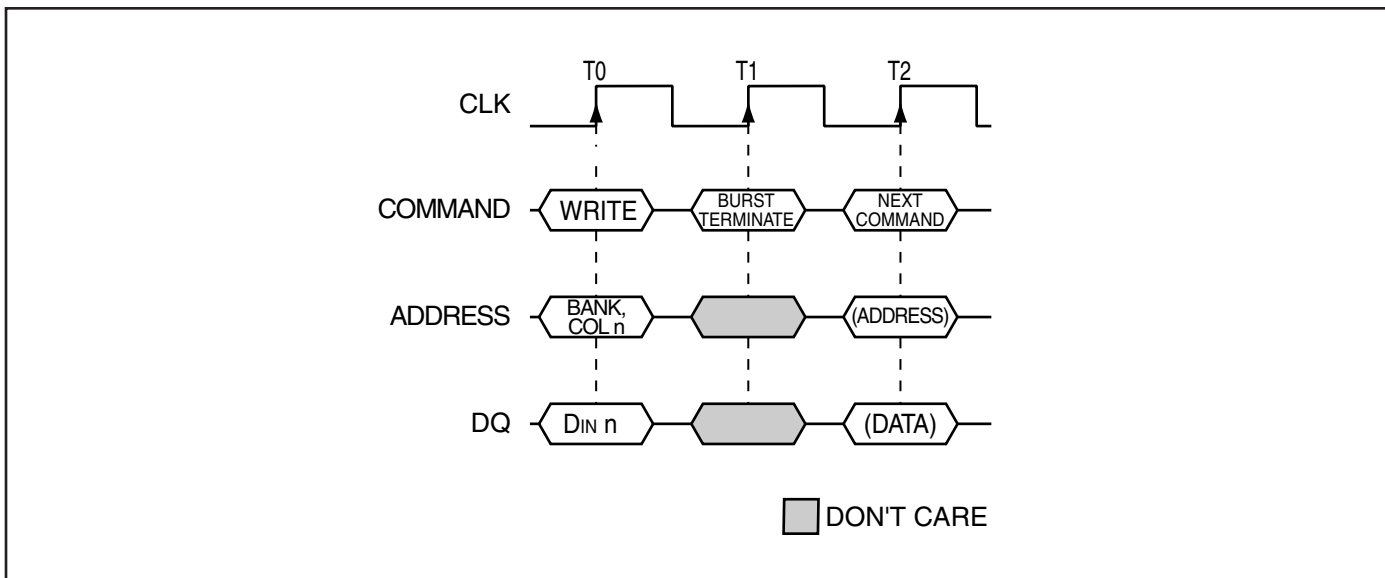 T0 T1 T2
CLK
COMMAND WRITE BURST TERMINATE NEXT COMMAND
ADDRESS BANK, COL n (ADDRESS)
DQ DIN n (DATA)
DON'T CARE